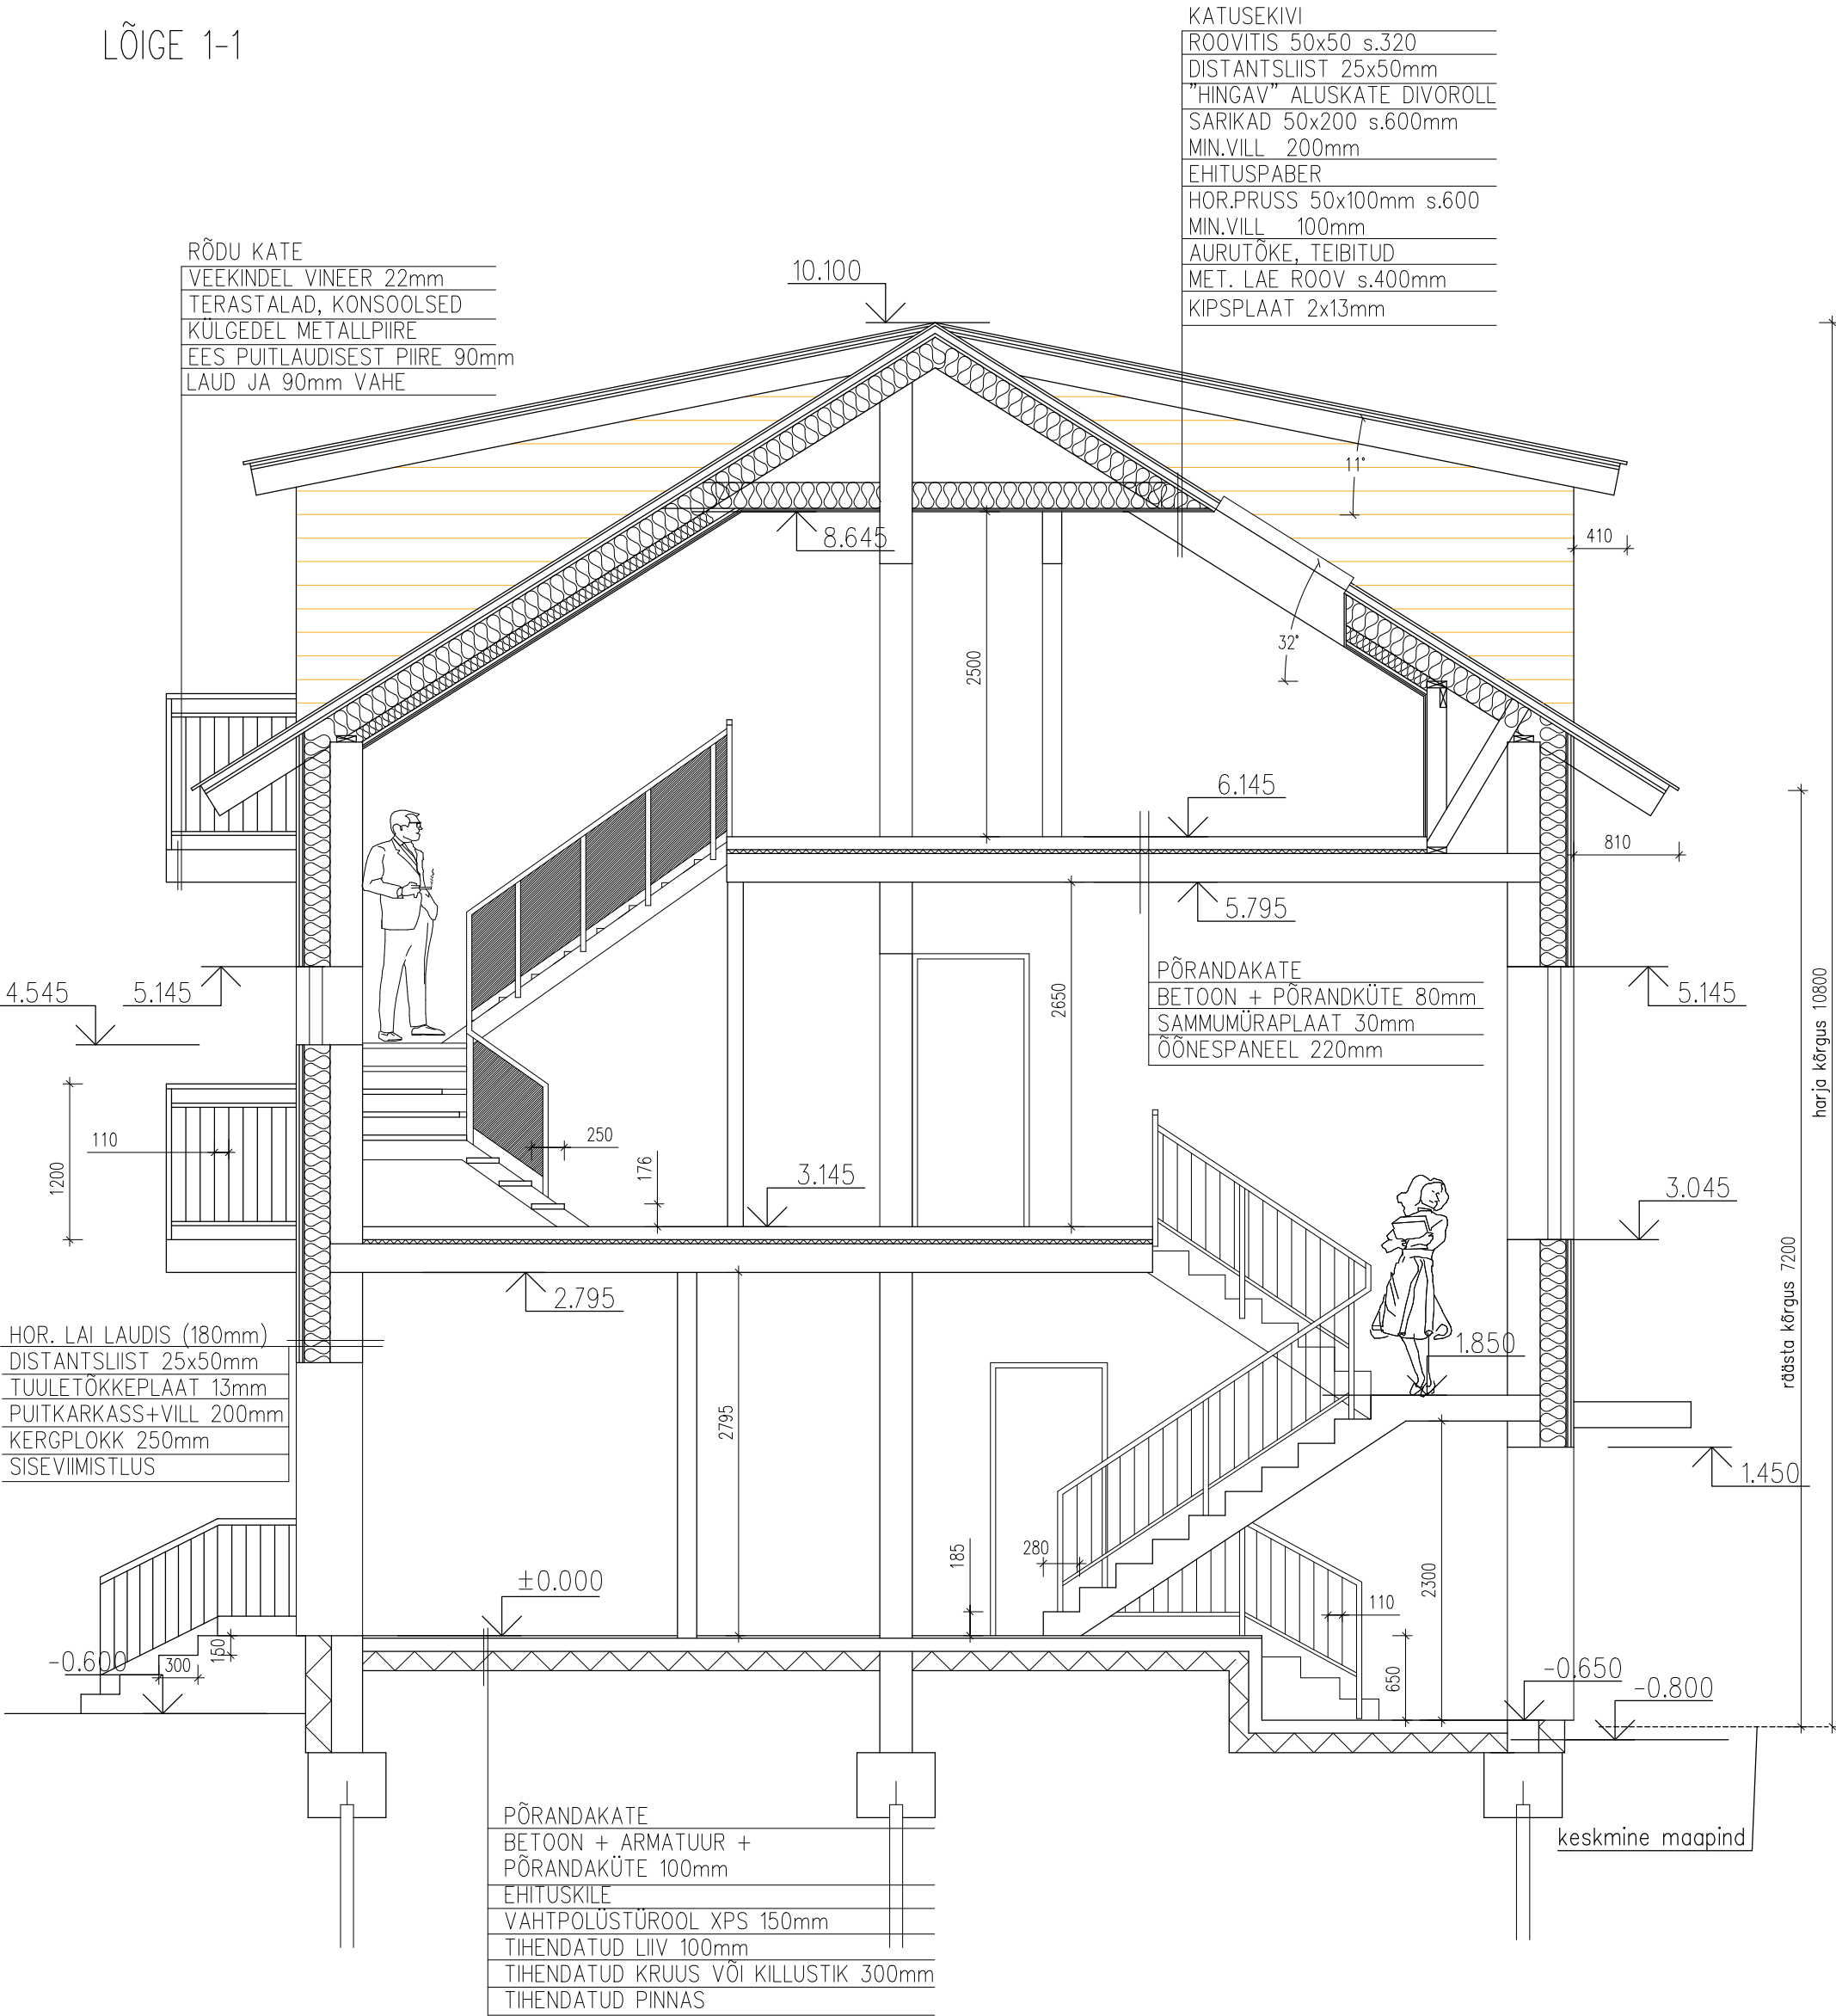 LÕIGE 1-1
KATUSEKIVI
ROOVITIS 50x50 s.320
DISTANTSLIIST 25x50mm
"HINGAV" ALUSKATE DIVOROLL
SARIKAD 50x200 s.600mm
MIN.VILL 200mm
EHITUSPABER
HOR.PRUSS 50x100mm s.600
MIN.VILL 100mm
AURUTÕKE, TEIBITUD
MET. LAE ROOV s.400mm
KIPSPLAAT 2x13mm
RÕDU KATE
VEEKINDEL VINEER 22mm
TERASTALAD, KONSOOLSED
KÜLGEDEL METALLPIIRE
EES PUITLAUDISEST PIIRE 90mm
LAUD JA 90mm VAHE
10.100
11°
8.645
410
32°
2500
6.145
810
5.795
PÕRANDAKATE
BETOON + PÕRANDKÜTE 80mm
SAMMUMÜRAPLAAT 30mm
ÕÕNESPANEEL 220mm
4.545
5.145
5.145
2650
harja kõrgus 10800
110
1200
250
176
3.145
3.045
2.795
räästa kõrgus 7200
HOR. LAI LAUDIS (180mm)
DISTANTSLIIST 25x50mm
TUULETÕKKEPLAAT 13mm
PUITKARKASS+VILL 200mm
KERGPLOKK 250mm
SISEVIIMISTLUS
1.850
2795
1.450
185
280
±0.000
2300
110
-0.600
300
150
650
-0.650
-0.800
keskmine maapind
PÕRANDAKATE
BETOON + ARMATUUR +
PÕRANDAKÜTE 100mm
EHITUSKILE
VAHTPOLÜSTÜROOL XPS 150mm
TIHENDATUD LIIV 100mm
TIHENDATUD KRUUS VÕI KILLUSTIK 300mm
TIHENDATUD PINNAS